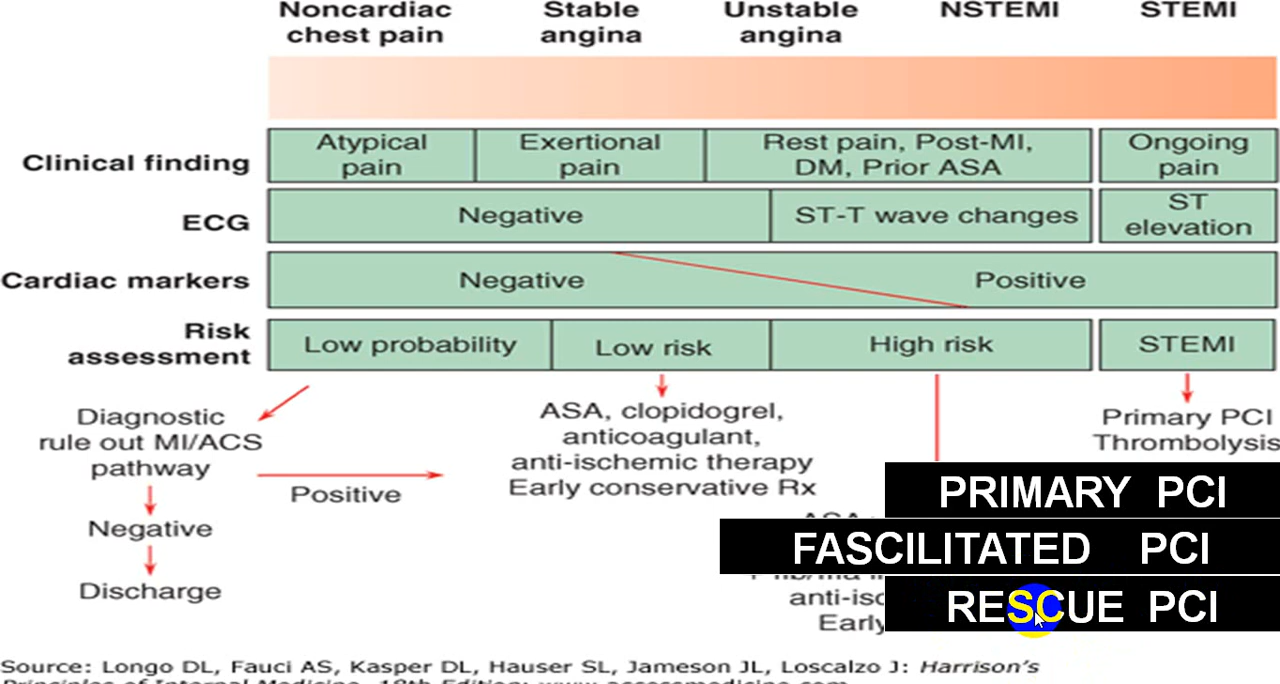 Noncardiac
chest pain
Stable
angina
Unstable
angina
NSTEMI
STEMI
Clinical finding
Atypical
pain
Exertional
pain
Rest pain, Post-MI,
DM, Prior ASA
Ongoing
pain
ECG
Negative
ST-T wave changes
ST
elevation
Cardiac markers
Negative
Positive
Risk
assessment
Low probability
Low risk
High risk
STEMI
Diagnostic
rule out MI/ACS
pathway
Positive
Negative
Discharge
ASA, clopidogrel,
anticoagulant,
anti-ischemic therapy
Early conservative Rx
Primary PCI
Thrombolysis
PRIMARY PCI
FASCILITATED PCI
RESCUE PCI
Early
Source: Longo DL, Fauci AS, Kasper DL, Hauser SL, Jameson JL, Loscalzo J: Harrison's